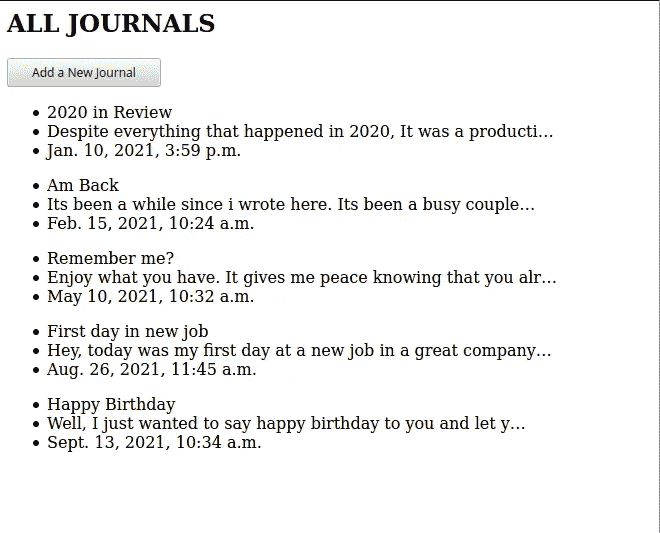 ALL JOURNALS
Add a New Journal
2020 in Review
Despite everything that happened in 2020, It was a producti…
Jan. 10, 2021, 3:59 p.m.
Am Back
Its been a while since i wrote here. Its been a busy couple…
Feb. 15, 2021, 10:24 a.m.
Remember me?
Enjoy what you have. It gives me peace knowing that you alr…
May 10, 2021, 10:32 a.m.
First day in new job
Hey, today was my first day at a new job in a great company…
Aug. 26, 2021, 11:45 a.m.
Happy Birthday
Well, I just wanted to say happy birthday to you and let y…
Sept. 13, 2021, 10:34 a.m.